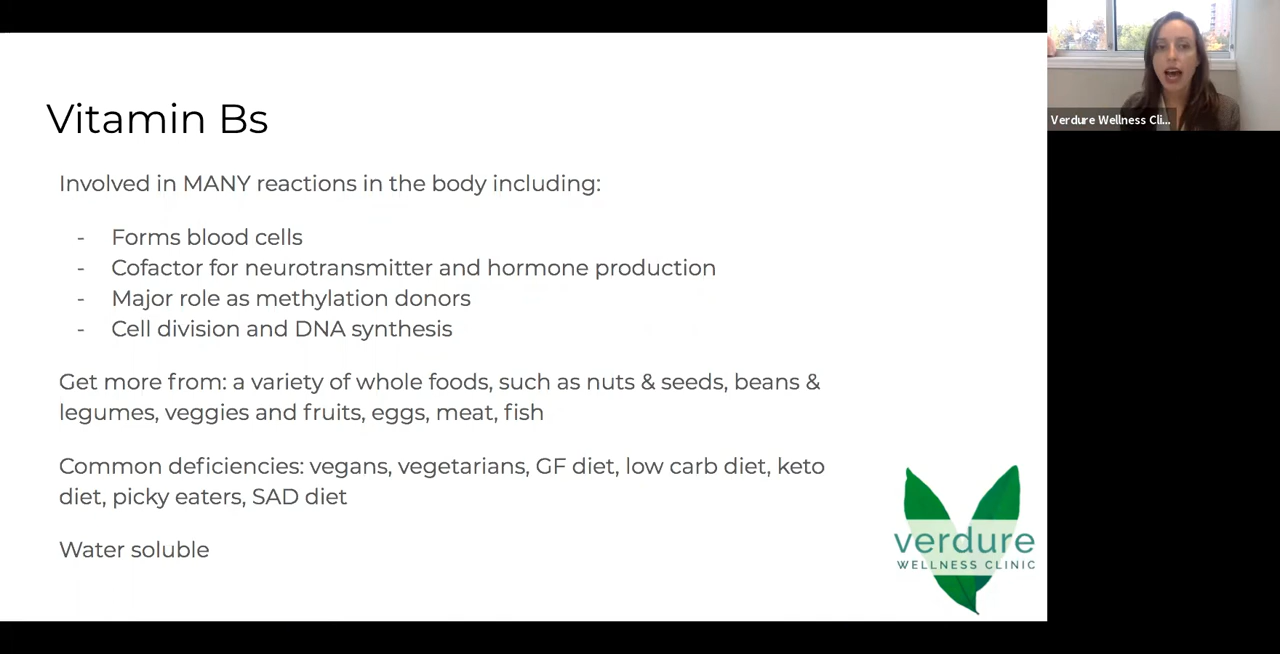 Vitamin Bs
Involved in MANY reactions in the body including:
- Forms blood cells
- Cofactor for neurotransmitter and hormone production
- Major role as methylation donors
- Cell division and DNA synthesis
Get more from: a variety of whole foods, such as nuts & seeds, beans &
legumes, veggies and fruits, eggs, meat, fish
Common deficiencies: vegans, vegetarians, GF diet, low carb diet, keto
diet, picky eaters, SAD diet
Water soluble
verdure
WELLNESS CLINIC
Verdure Wellness Cli...